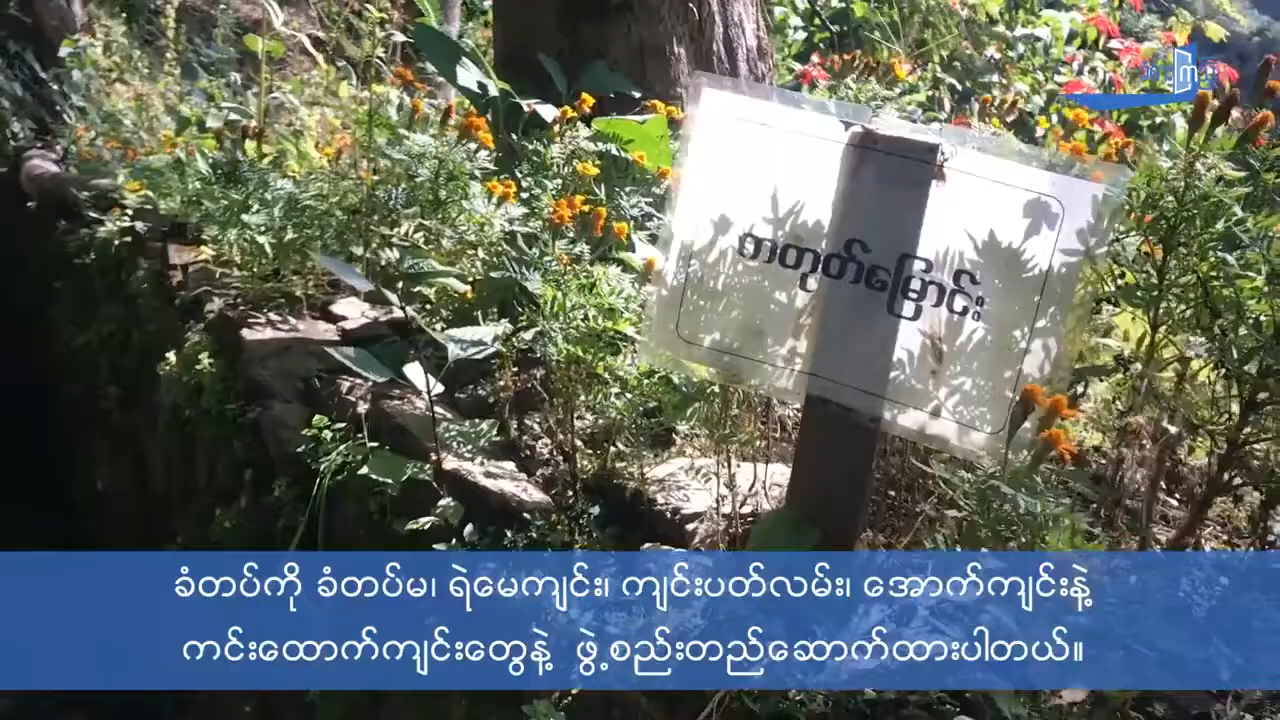 ကတုတ်မြောင်း
ခံတပ်ကို ခံတပ်မ၊ ရဲမေကျင်း၊ ကျင်းပတ်လမ်း၊ အောက်ကျင်းနဲ့
ကင်းထောက်ကျင်းတွေနဲ့ ဖွဲ့စည်းတည်ဆောက်ထားပါတယ်။